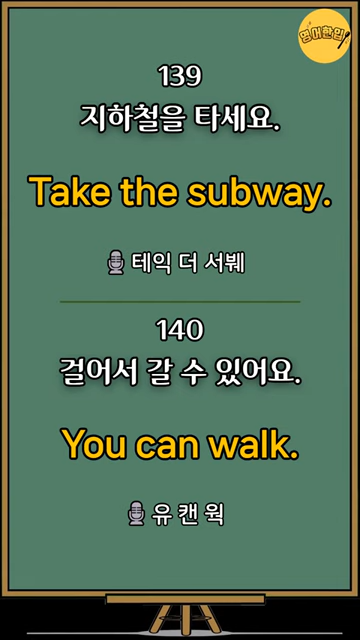 영어한입
139
지하철을 타세요.
Take the subway.
테익 더 서붸
140
걸어서 갈 수 있어요.
You can walk.
유 캔 웍